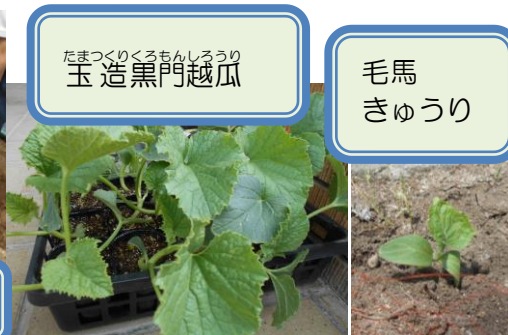 たまつくりくろもんしろうり
玉造黒門越瓜
毛馬
きゅうり